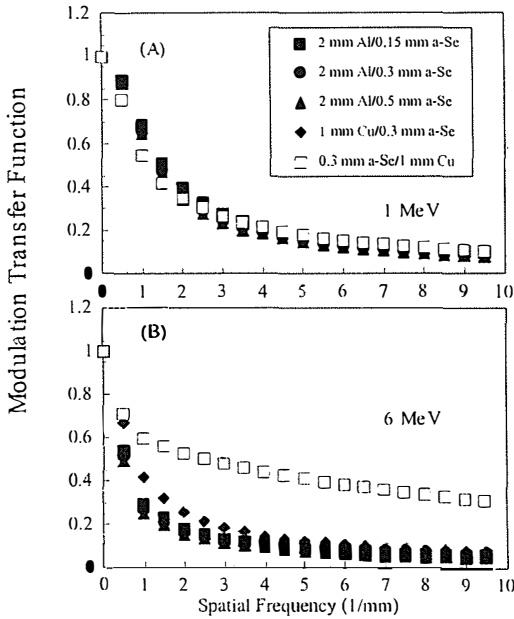 Modulation Transfer Function
1.2
1
0.8
0.6
0.4
0.2
0
(A)
2 mm Al/0.15 mm a-Se
2 mm Al/0.3 mm a-Se
2 mm Al/0.5 mm a-Se
1 mm Cu/0.3 mm a-Se
0.3 mm a-Se/1 mm Cu
1 MeV
0 1 2 3 4 5 6 7 8 9 10
1.2
1
0.8
0.6
0.4
0.2
0
(B)
6 MeV
0 1 2 3 4 5 6 7 8 9 10
Spatial Frequency (1/mm)